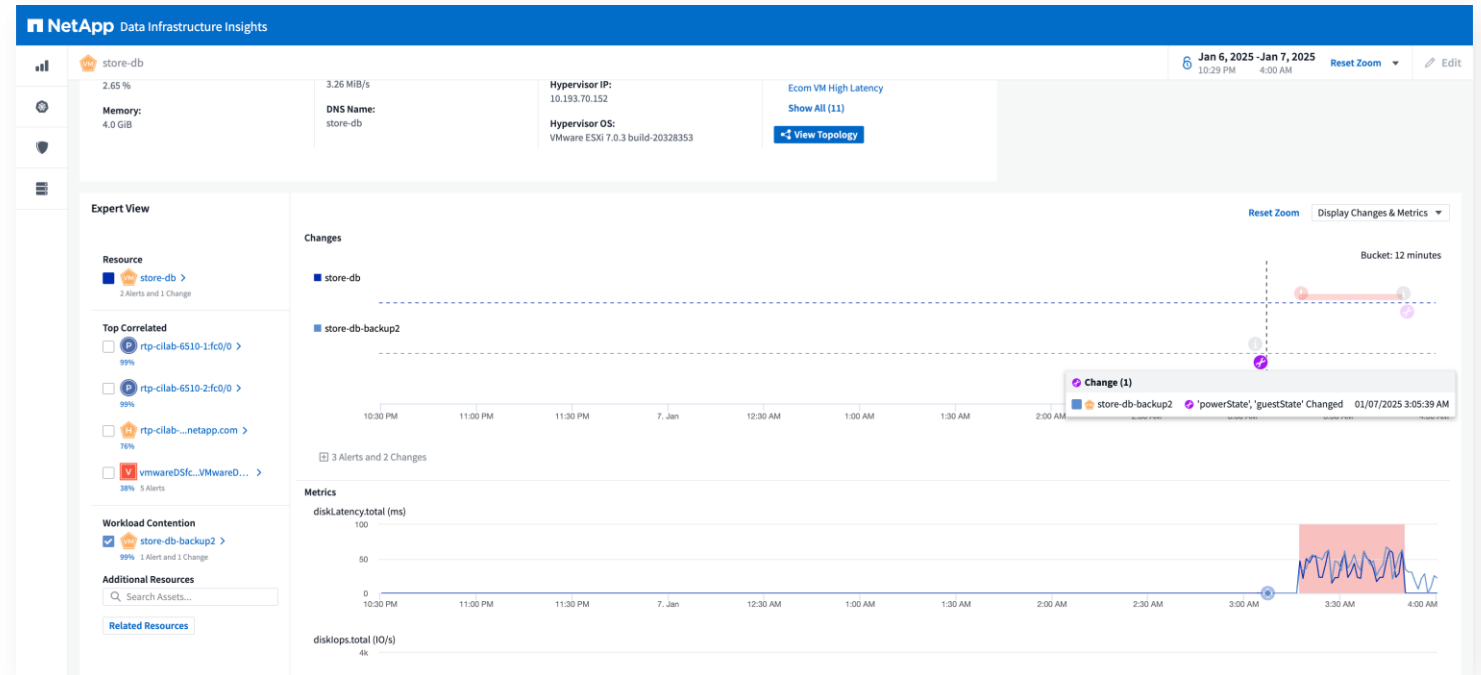 NetApp Data Infrastructure Insights
store-db
Jan 6, 2025 - Jan 7, 2025
10:29 PM 4:00 AM
Reset Zoom
Edit
2.65 %
Memory:
4.0 GiB
3.26 MiB/s
DNS Name:
store-db
Hypervisor IP:
10.193.70.152
Hypervisor OS:
VMware ESXi 7.0.3 build-20328353
Ecom VM High Latency
Show All (11)
View Topology
Expert View
Reset Zoom
Display Changes & Metrics
Resource
VM store-db >
2 Alerts and 1 Change
Top Correlated
P rtp-cilab-6510-1:fc0/0 >
99%
P rtp-cilab-6510-2:fc0/0 >
99%
H rtp-cilab-...netapp.com >
76%
V vmwareDSfc...VMwareD... >
38% 5 Alerts
Workload Contention
VM store-db-backup2 >
99% 1 Alert and 1 Change
Additional Resources
Search Assets...
Related Resources
Changes
Bucket: 12 minutes
store-db
store-db-backup2
Change (1)
store-db-backup2 'powerState', 'guestState' Changed 01/07/2025 3:05:39 AM
10:30 PM 11:00 PM 11:30 PM 7. Jan 12:30 AM 1:00 AM 1:30 AM 2:00 AM
3 Alerts and 2 Changes
Metrics
diskLatency.total (ms)
100
50
0
10:30 PM 11:00 PM 11:30 PM 7. Jan 12:30 AM 1:00 AM 1:30 AM 2:00 AM 2:30 AM 3:00 AM 3:30 AM 4:00 AM
diskIops.total (IO/s)
4k